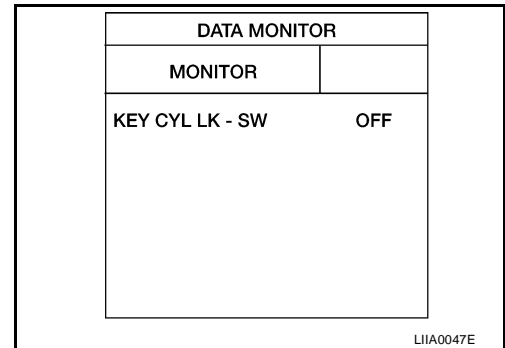 DATA MONITOR
MONITOR
KEY CYL LK - SW OFF
LIIA0047E